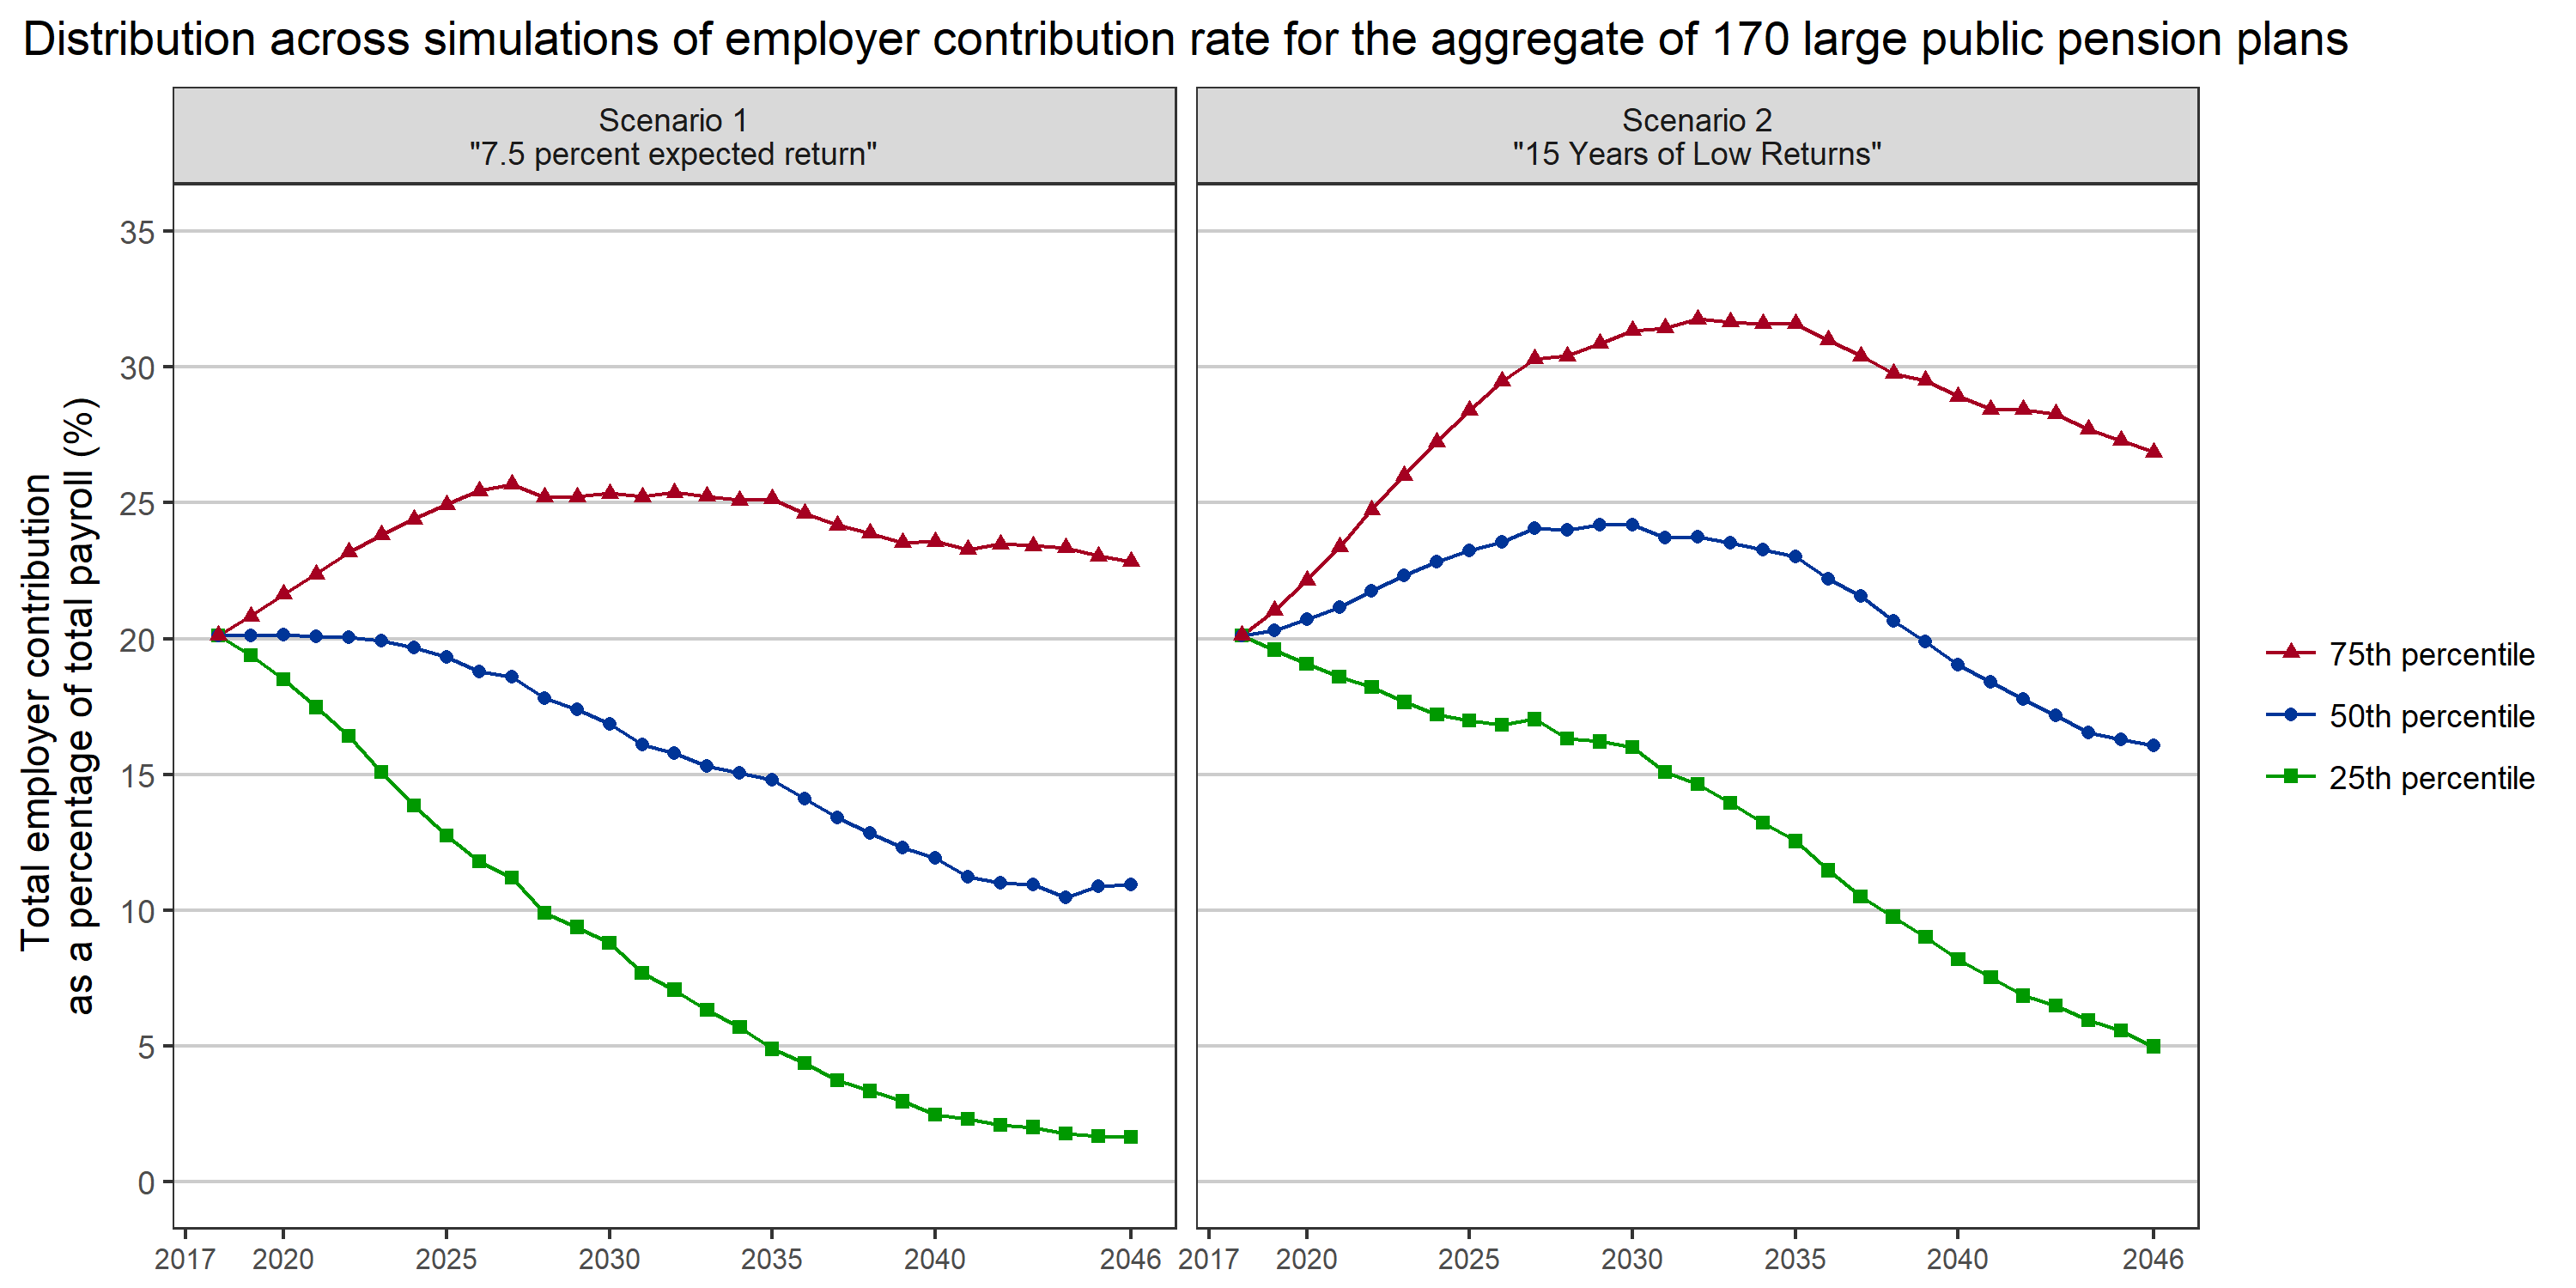 Distribution across simulations of employer contribution rate for the aggregate of 170 large public pension plans
Scenario 1
"7.5 percent expected return"
Scenario 2
"15 Years of Low Returns"
Total employer contribution
as a percentage of total payroll (%)
35
30
25
20
15
10
5
0
2017 2020 2025 2030 2035 2040 2046
2017 2020 2025 2030 2035 2040 2046
75th percentile
50th percentile
25th percentile